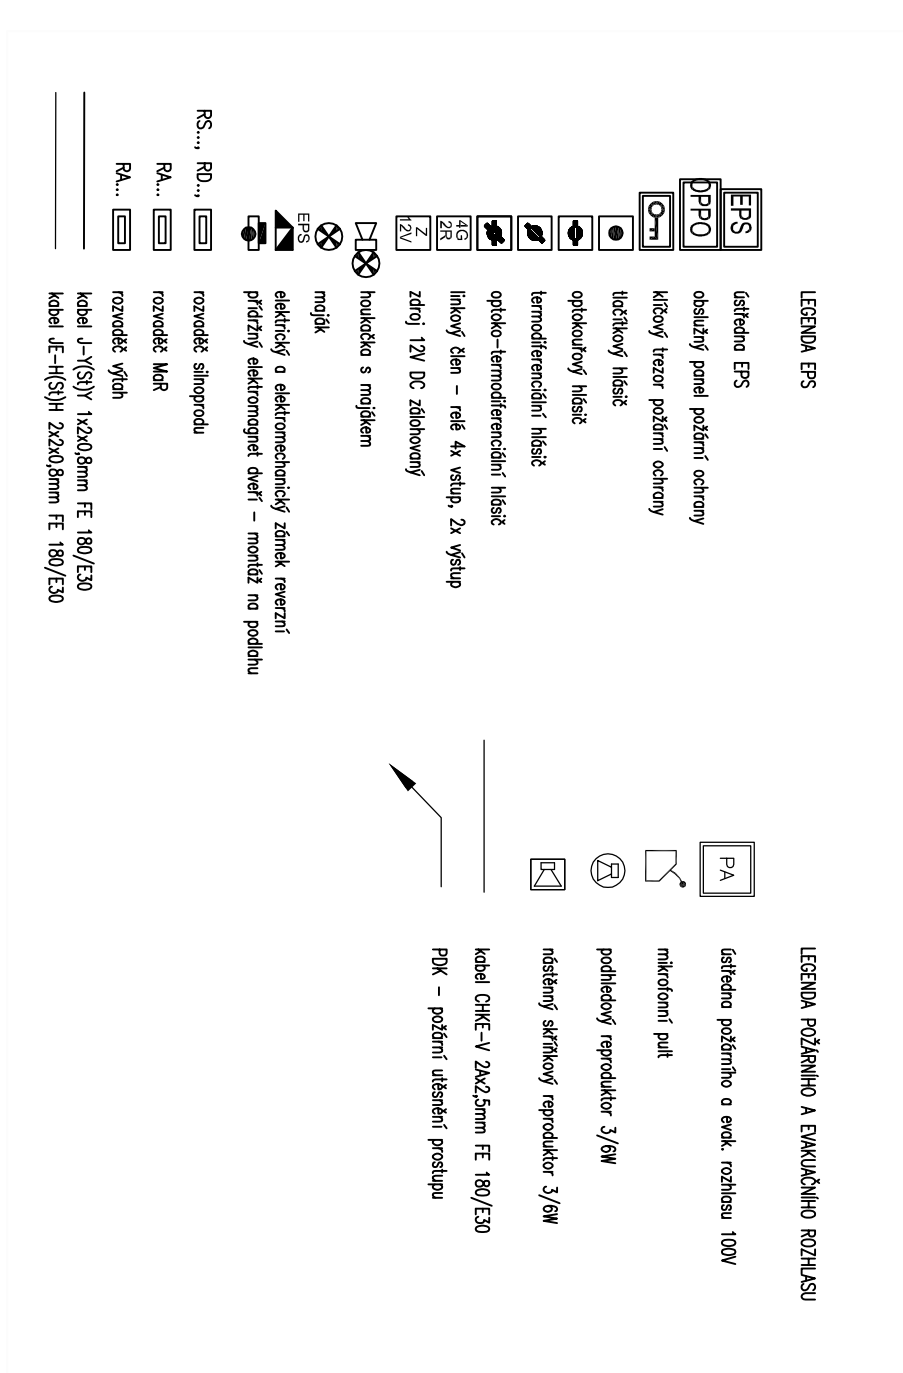 LEGENDA EPS
EPS
ústředna EPS
OPPO
obslužný panel požární ochrany
klíčový trezor požární ochrany
tlačítkový hlásič
optokouřový hlásič
termodiferenciální hlásič
optoko-termodiferenciální hlásič
4G
2R
linkový člen - relé 4x vstup, 2x výstup
Z
12V
zdroj 12V DC zálohovaný
houkačka s majákem
maják
EPS
elektrický a elektromechanický zámek reverzní
přídržný elektromagnet dveří - montáž na podlahu
RS..., RD..,
rozvaděč silnoprodu
RA...
rozvaděč MaR
RA...
rozvaděč výtah
kabel J-Y(St)Y 1x2x0,8mm FE 180/E30
kabel JE-H(St)H 2x2x0,8mm FE 180/E30
LEGENDA POŽÁRNÍHO A EVAKUAČNÍHO ROZHLASU
PA
ústředna požárního a evak. rozhlasu 100V
mikrofonní pult
podhledový reproduktor 3/6W
nástěnný skříňkový reproduktor 3/6W
kabel CHKE-V 2Ax2,5mm FE 180/E30
PDK - požární utěsnění prostupu